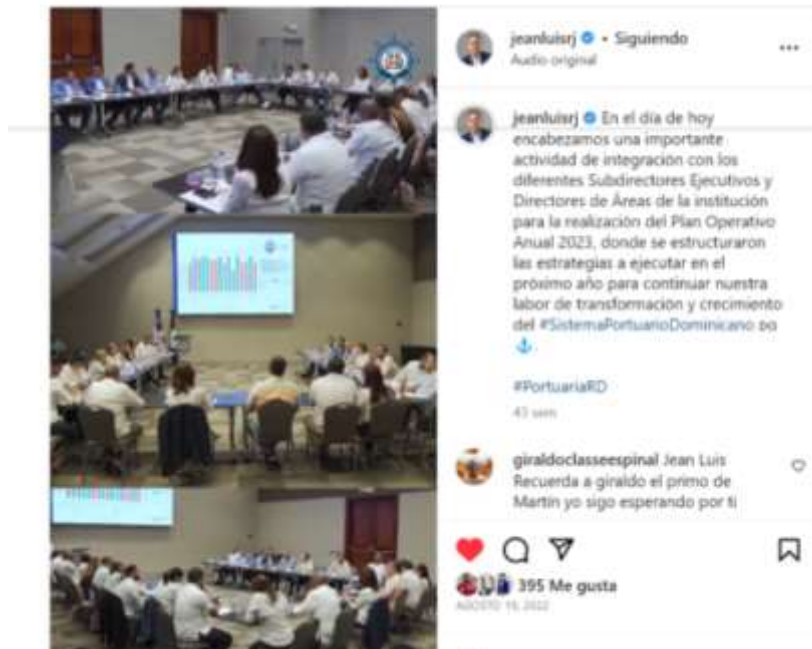 jeanluisrj • Siguiendo
Audio original
jeanluisrj En el día de hoy
encabezamos una importante
actividad de integración con los
diferentes Subdirectores Ejecutivos y
Directores de Áreas de la institución
para la realización del Plan Operativo
Anual 2023, donde se estructuraron
las estrategias a ejecutar en el
próximo año para continuar nuestra
labor de transformación y crecimiento
del #SistemaPortuarioDominicano
#PortuariaRD
43 sem
giraldoclasseespinal Jean Luis
Recuerda a giraldo el primo de
Martín yo sigo esperando por ti
395 Me gusta
AGOSTO 19, 2022